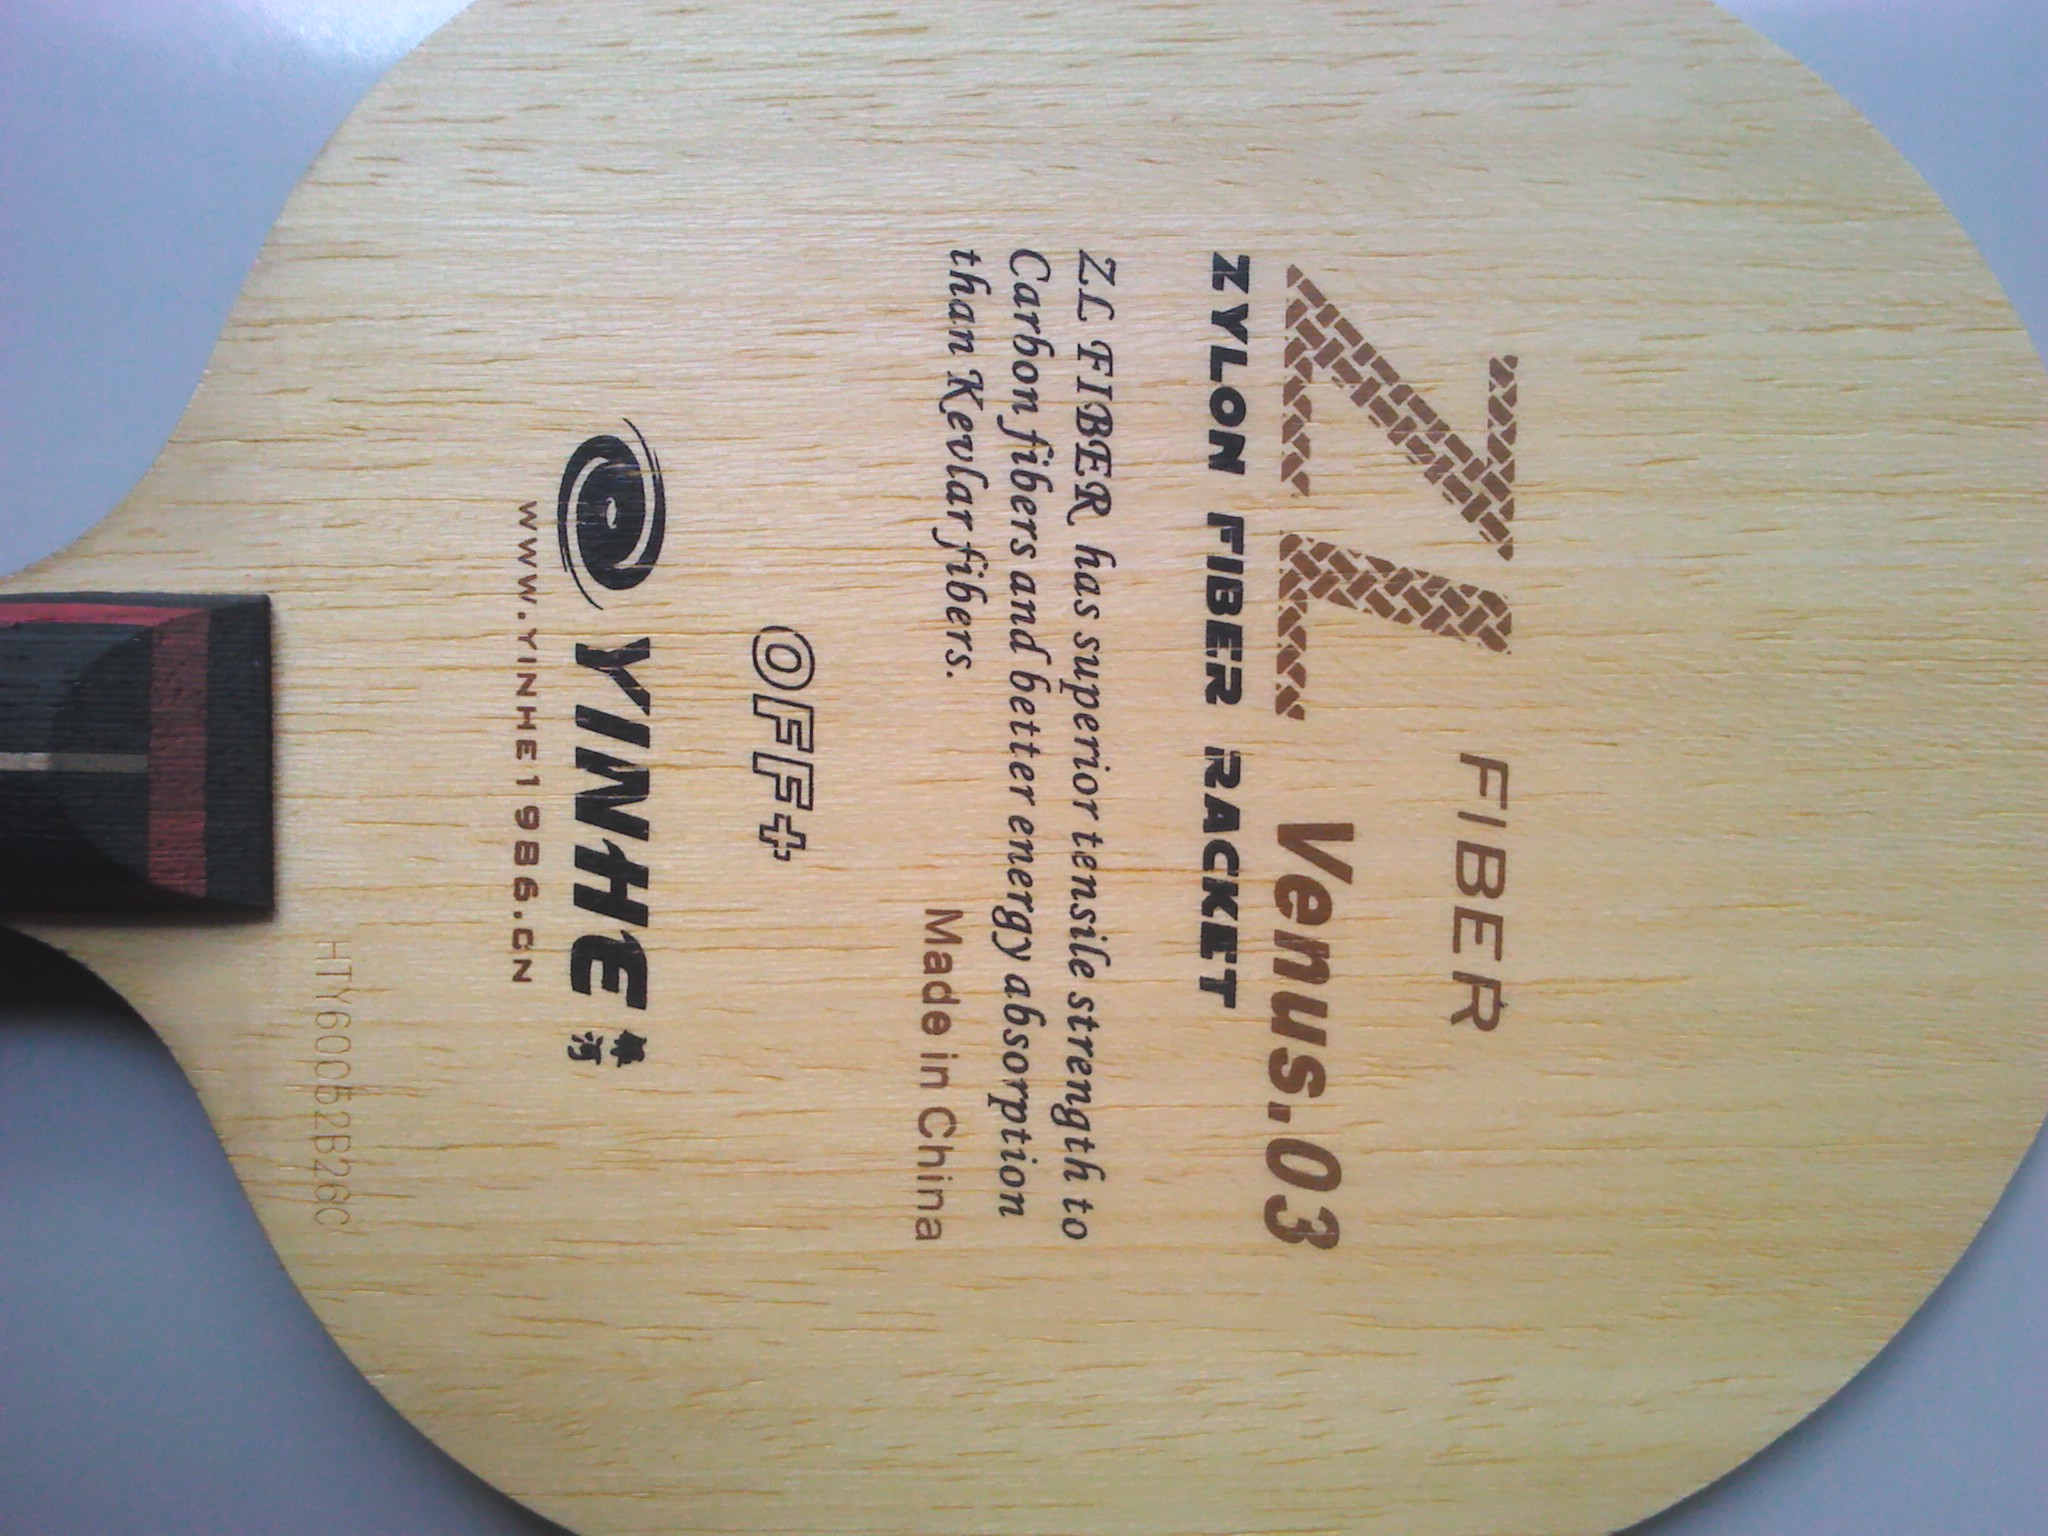 ZL FIBER
Venus.03
ZYLON FIBER RACKET
ZL FIBER has superior tensile strength to
Carbon fibers and better energy absorption
than Kevlar fibers.
Made in China
OFF+
YINHE 银河
WWW.YINHE1986.CN
HTY60052B26C